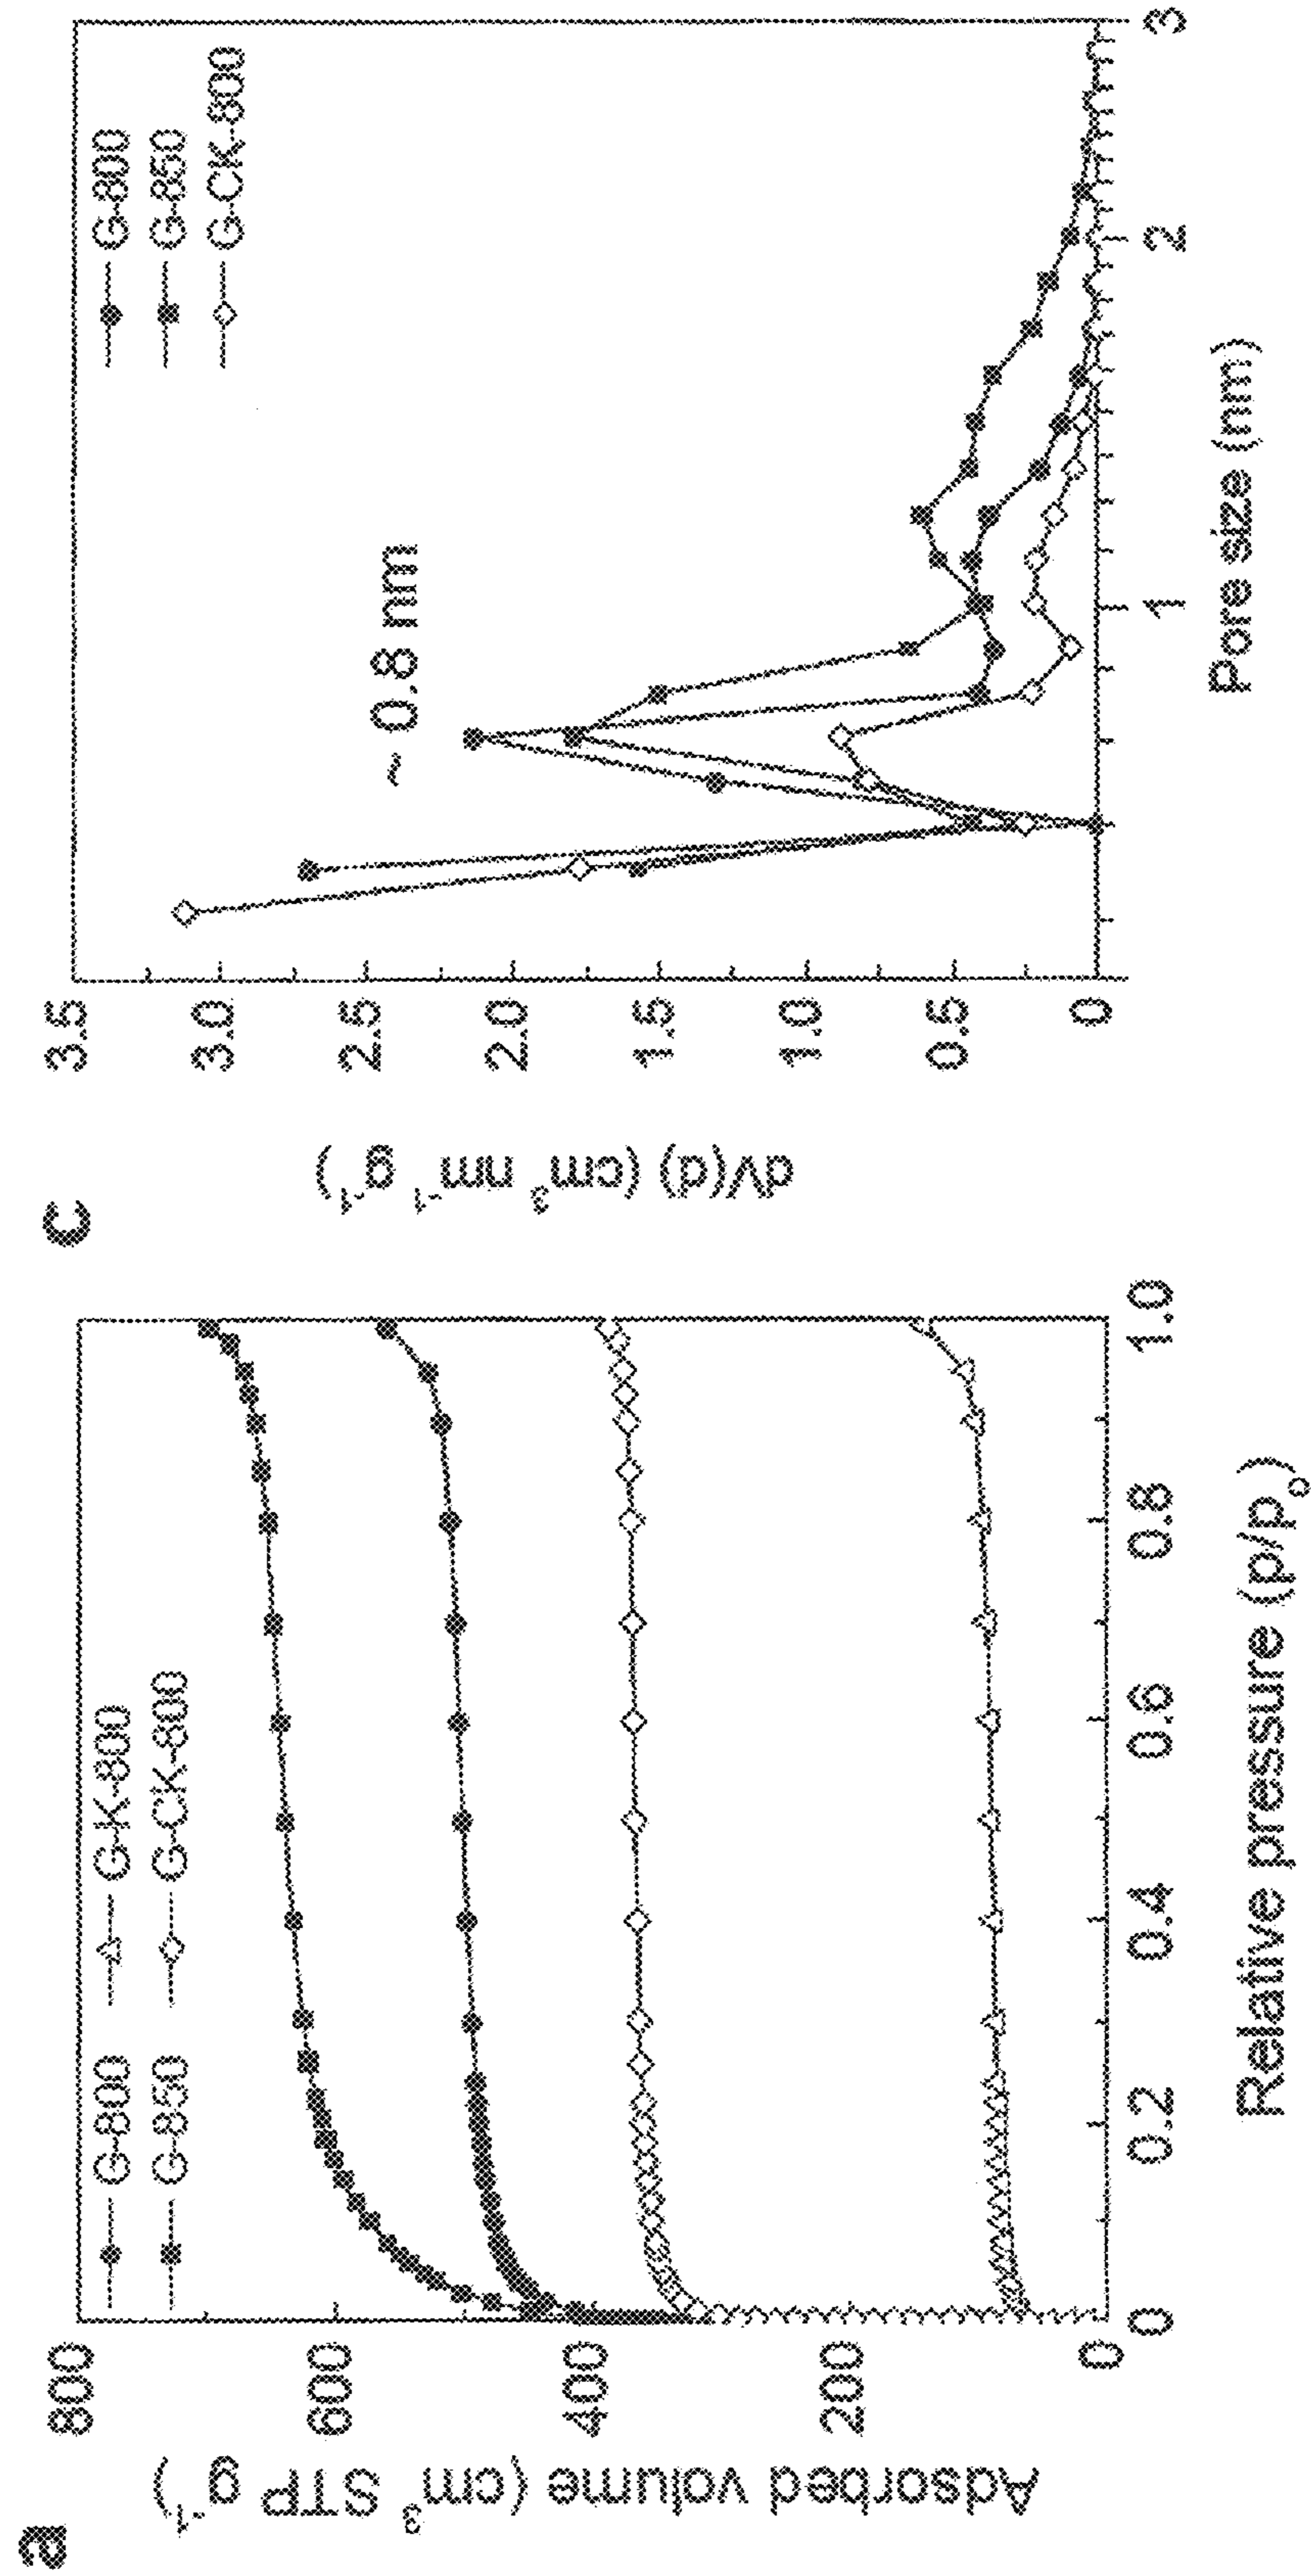 a
Adsorbed volume (cm³ STP g⁻¹)
800
600
400
200
0
G-800
G-K-800
G-850
G-CK-800
0
0.2
0.4
0.6
0.8
1.0
Relative pressure (p/pₒ)
c
dV(d) (cm³ nm⁻¹ g⁻¹)
3.5
3.0
2.5
2.0
1.5
1.0
0.5
0
G-800
G-850
G-CK-800
~ 0.8 nm
1
2
3
Pore size (nm)